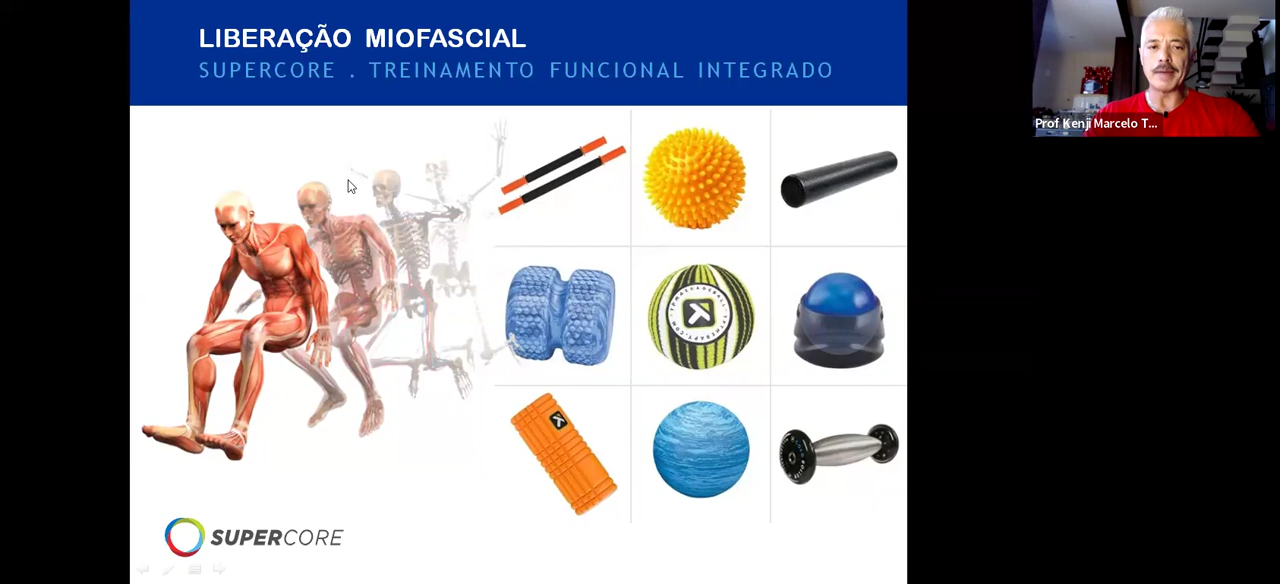 LIBERAÇÃO MIOFASCIAL
SUPERCORE . TREINAMENTO FUNCIONAL INTEGRADO
Prof Kenji Marcelo T...
SUPERCORE